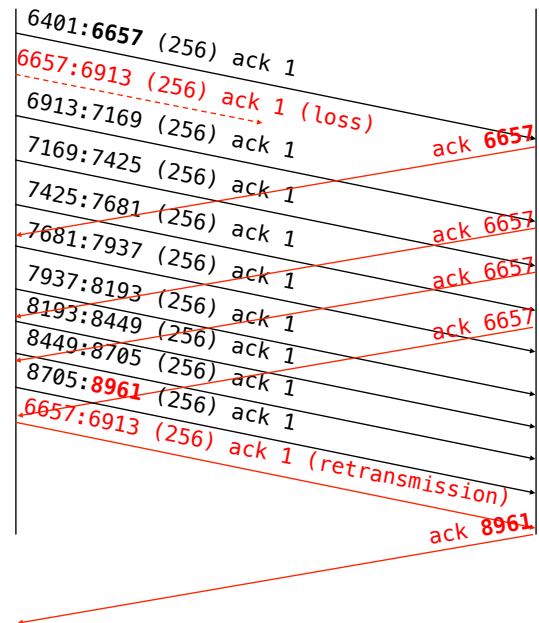 6401:6657 (256) ack 1
6657:6913 (256) ack 1 (loss)
6913:7169 (256) ack 1
ack 6657
7169:7425 (256) ack 1
7425:7681 (256) ack 1
ack 6657
7681:7937 (256) ack 1
ack 6657
7937:8193 (256) ack 1
8193:8449 (256) ack 1
ack 6657
8449:8705 (256) ack 1
8705:8961 (256) ack 1
6657:6913 (256) ack 1 (retransmission)
ack 8961